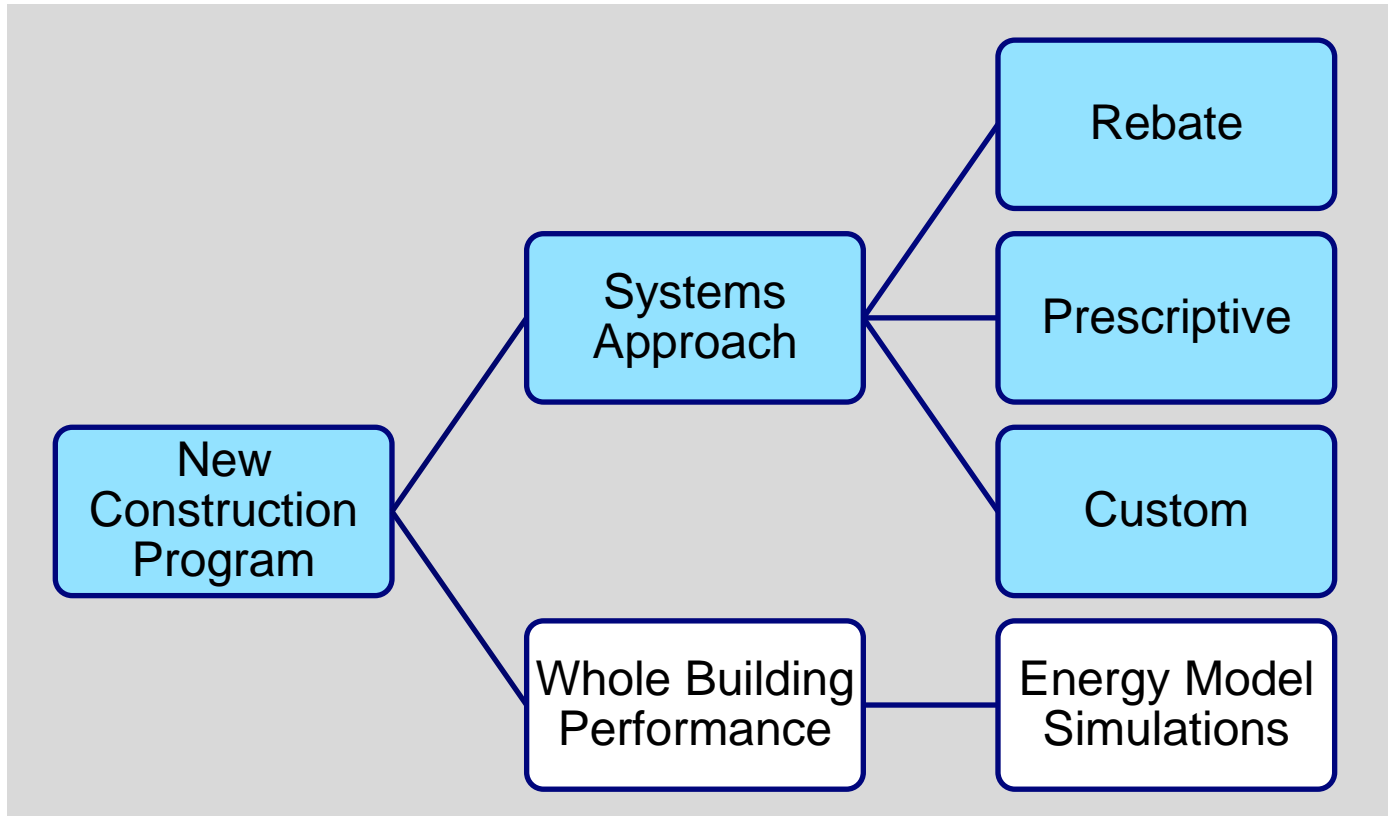 Rebate
Systems
Approach
Prescriptive
New
Construction
Program
Custom
Whole Building
Performance
Energy Model
Simulations